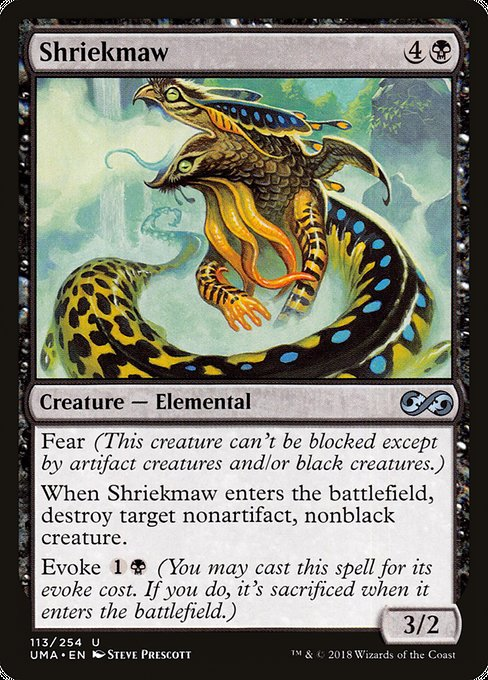 Shriekmaw 4
Creature — Elemental
Fear (This creature can't be blocked except
by artifact creatures and/or black creatures.)
When Shriekmaw enters the battlefield,
destroy target nonartifact, nonblack
creature.
Evoke 1 (You may cast this spell for its
evoke cost. If you do, it's sacrificed when it
enters the battlefield.)
3/2
113/254 U
UMA • EN Steve Prescott ™ & © 2018 Wizards of the Coast